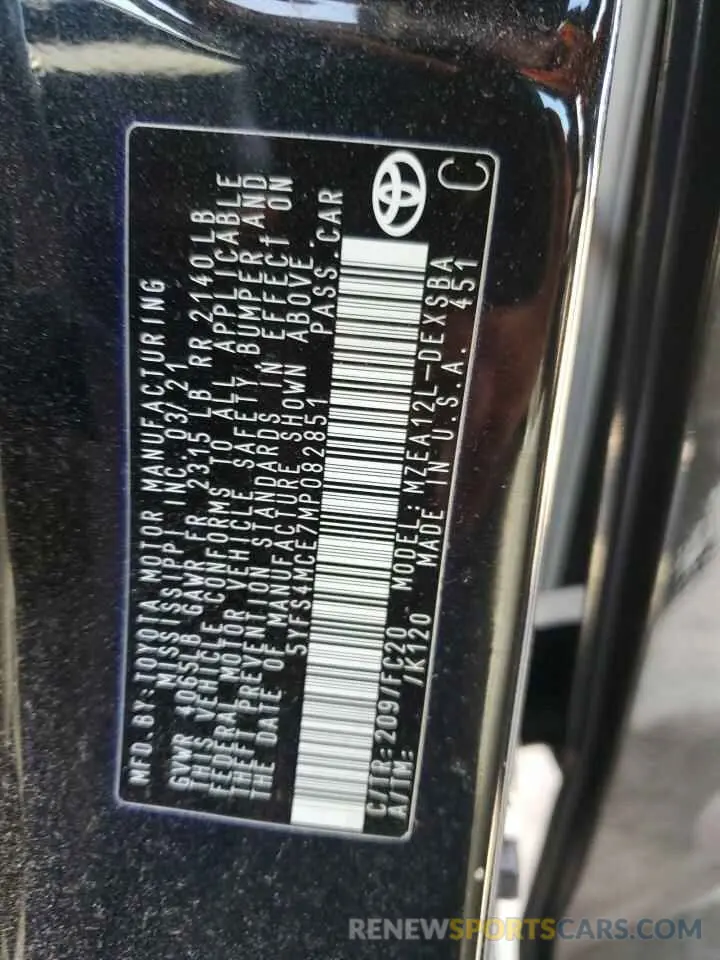 MFD.BY:TOYOTA MOTOR MANUFACTURING
MISSISSIPPI INC.03/21
GVWR 4065LB GAWR FR 2315 LB RR 2140LB
THIS VEHICLE CONFORMS TO ALL APPLICABLE
FEDERAL MOTOR VEHICLE SAFETY, BUMPER AND
THEFT PREVENTION STANDARDS IN EFFECT ON
THE DATE OF MANUFACTURE SHOWN ABOVE.
5YFS4MCE7MP082851 PASS.CAR
C/TR:209/FC20 MODEL:MZEA12L-DEXSBA
A/TM: /K120 MADE IN U.S.A. 451 C
RENEWSPORTSCARS.COM